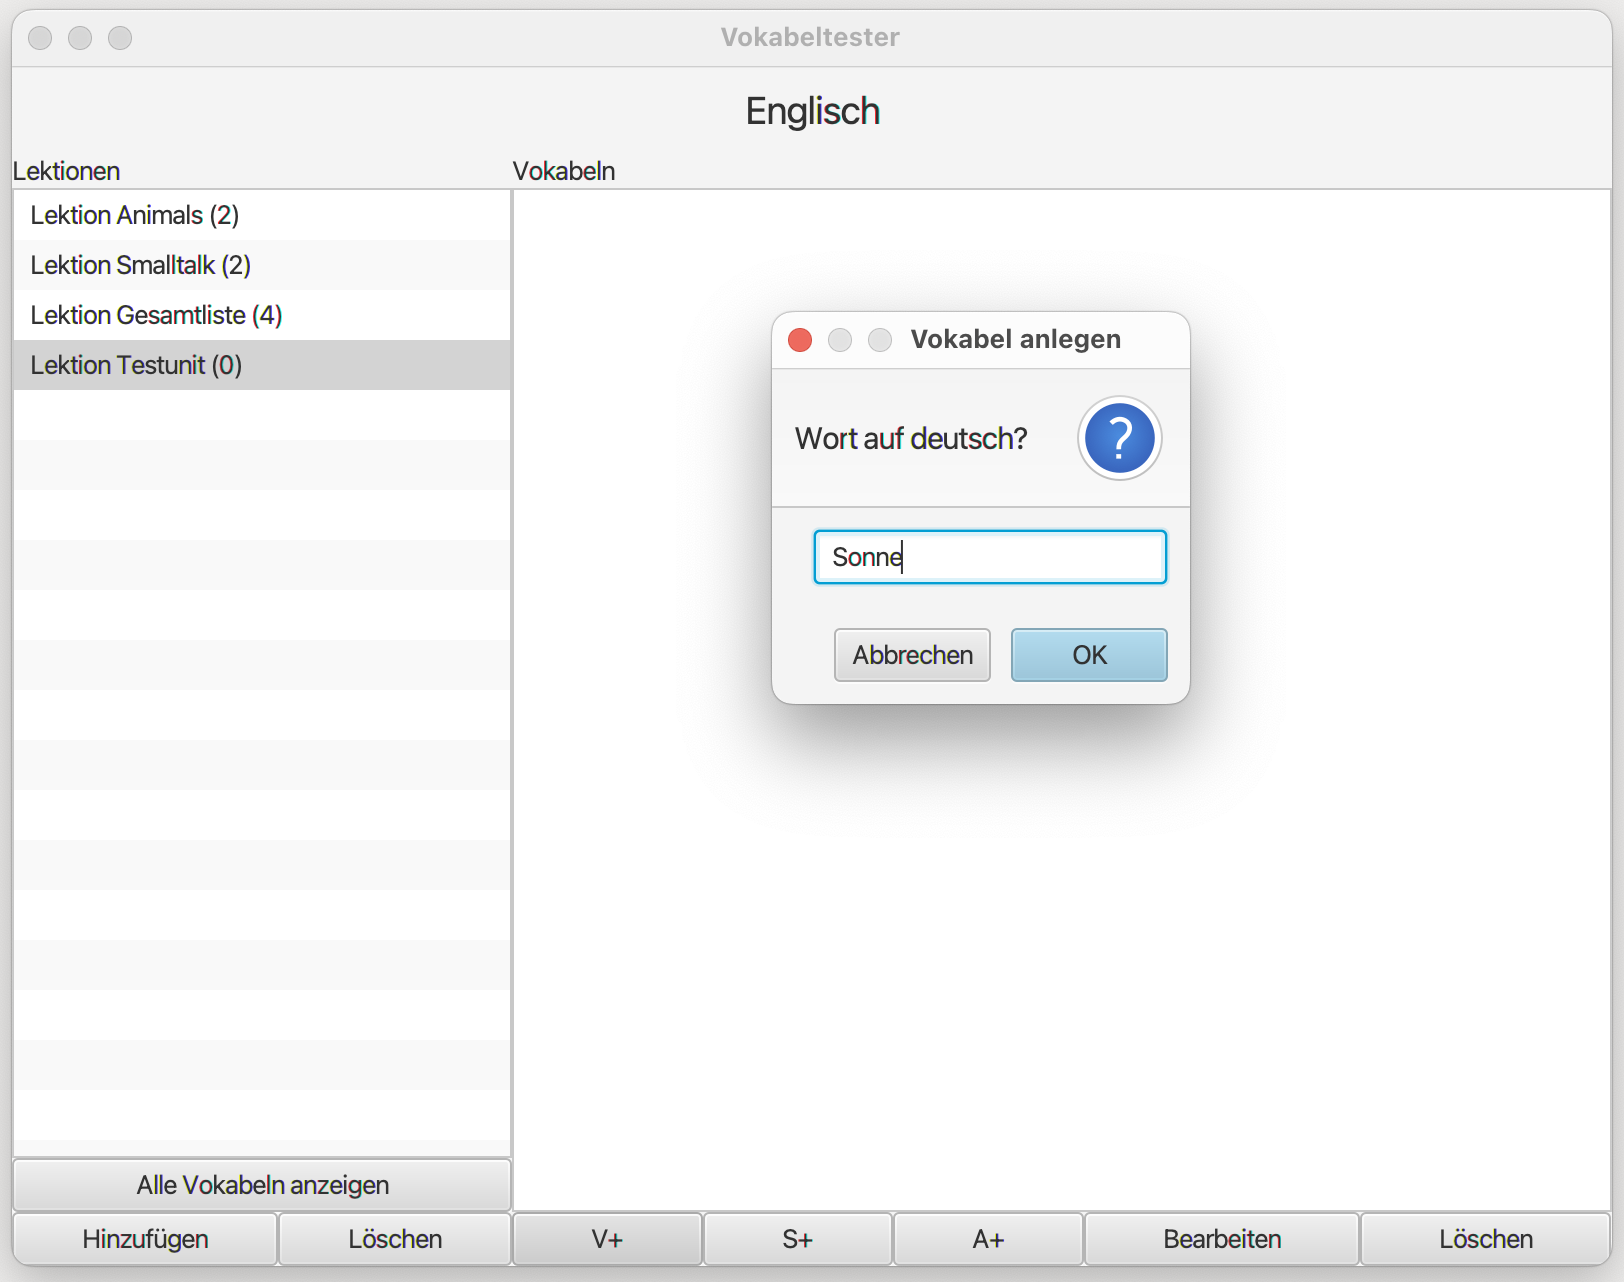 Vokabeltester
Englisch
Lektionen
Vokabeln
Lektion Animals (2)
Lektion Smalltalk (2)
Lektion Gesamtliste (4)
Lektion Testunit (0)
Vokabel anlegen
Wort auf deutsch?
?
Sonne
Abbrechen
OK
Alle Vokabeln anzeigen
Hinzufügen
Löschen
V+
S+
A+
Bearbeiten
Löschen